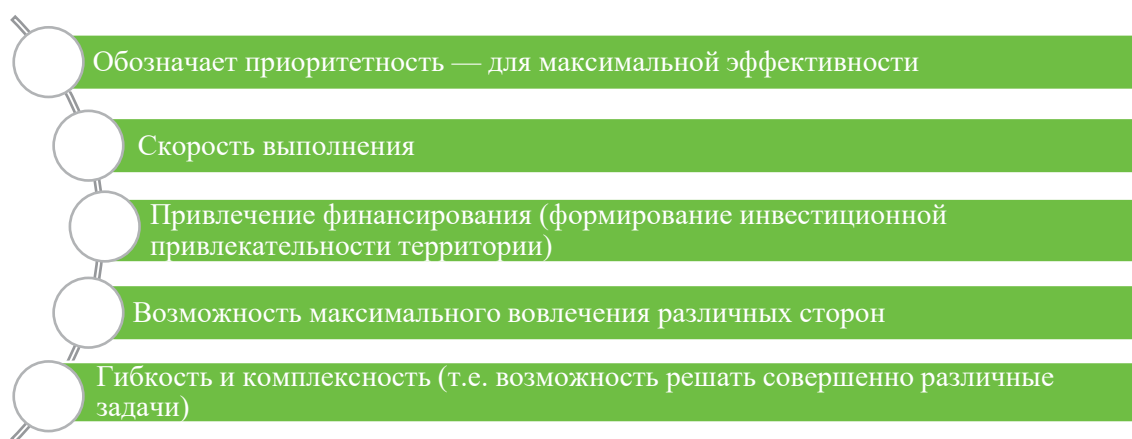 Обозначает приоритетность — для максимальной эффективности
Скорость выполнения
Привлечение финансирования (формирование инвестиционной
привлекательности территории)
Возможность максимального вовлечения различных сторон
Гибкость и комплексность (т.е. возможность решать совершенно различные
задачи)